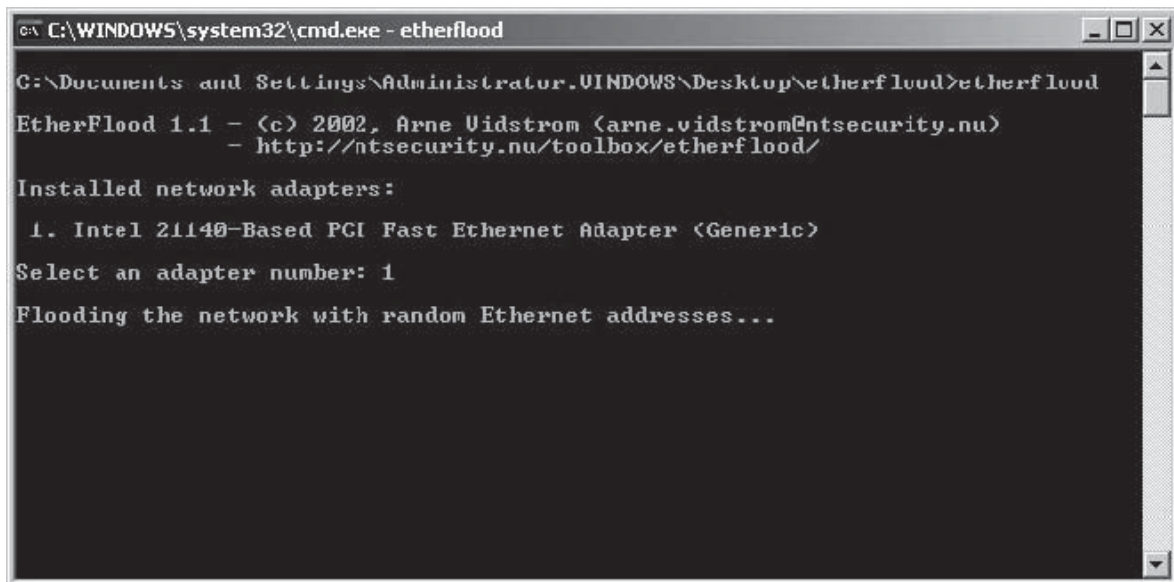 C:\WINDOWS\system32\cmd.exe - etherflood
C:\Documents and Settings\Administrator.WINDOWS\Desktop\etherflood>etherflood
EtherFlood 1.1 - (c) 2002, Arne Vidstrom (arne.vidstrom@ntsecurity.nu)
- http://ntsecurity.nu/toolbox/etherflood/
Installed network adapters:
1. Intel 21140-Based PCI Fast Ethernet Adapter (Generic)
Select an adapter number: 1
Flooding the network with random Ethernet addresses...